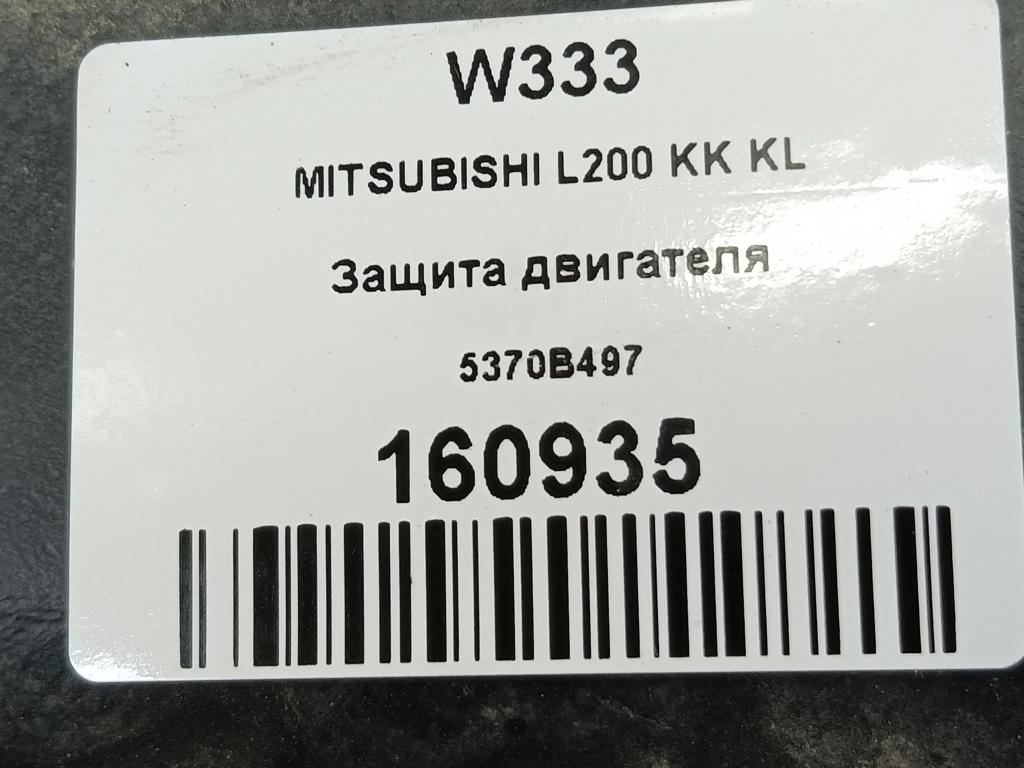 W333
MITSUBISHI L200 KK KL
Защита двигателя
5370B497
160935